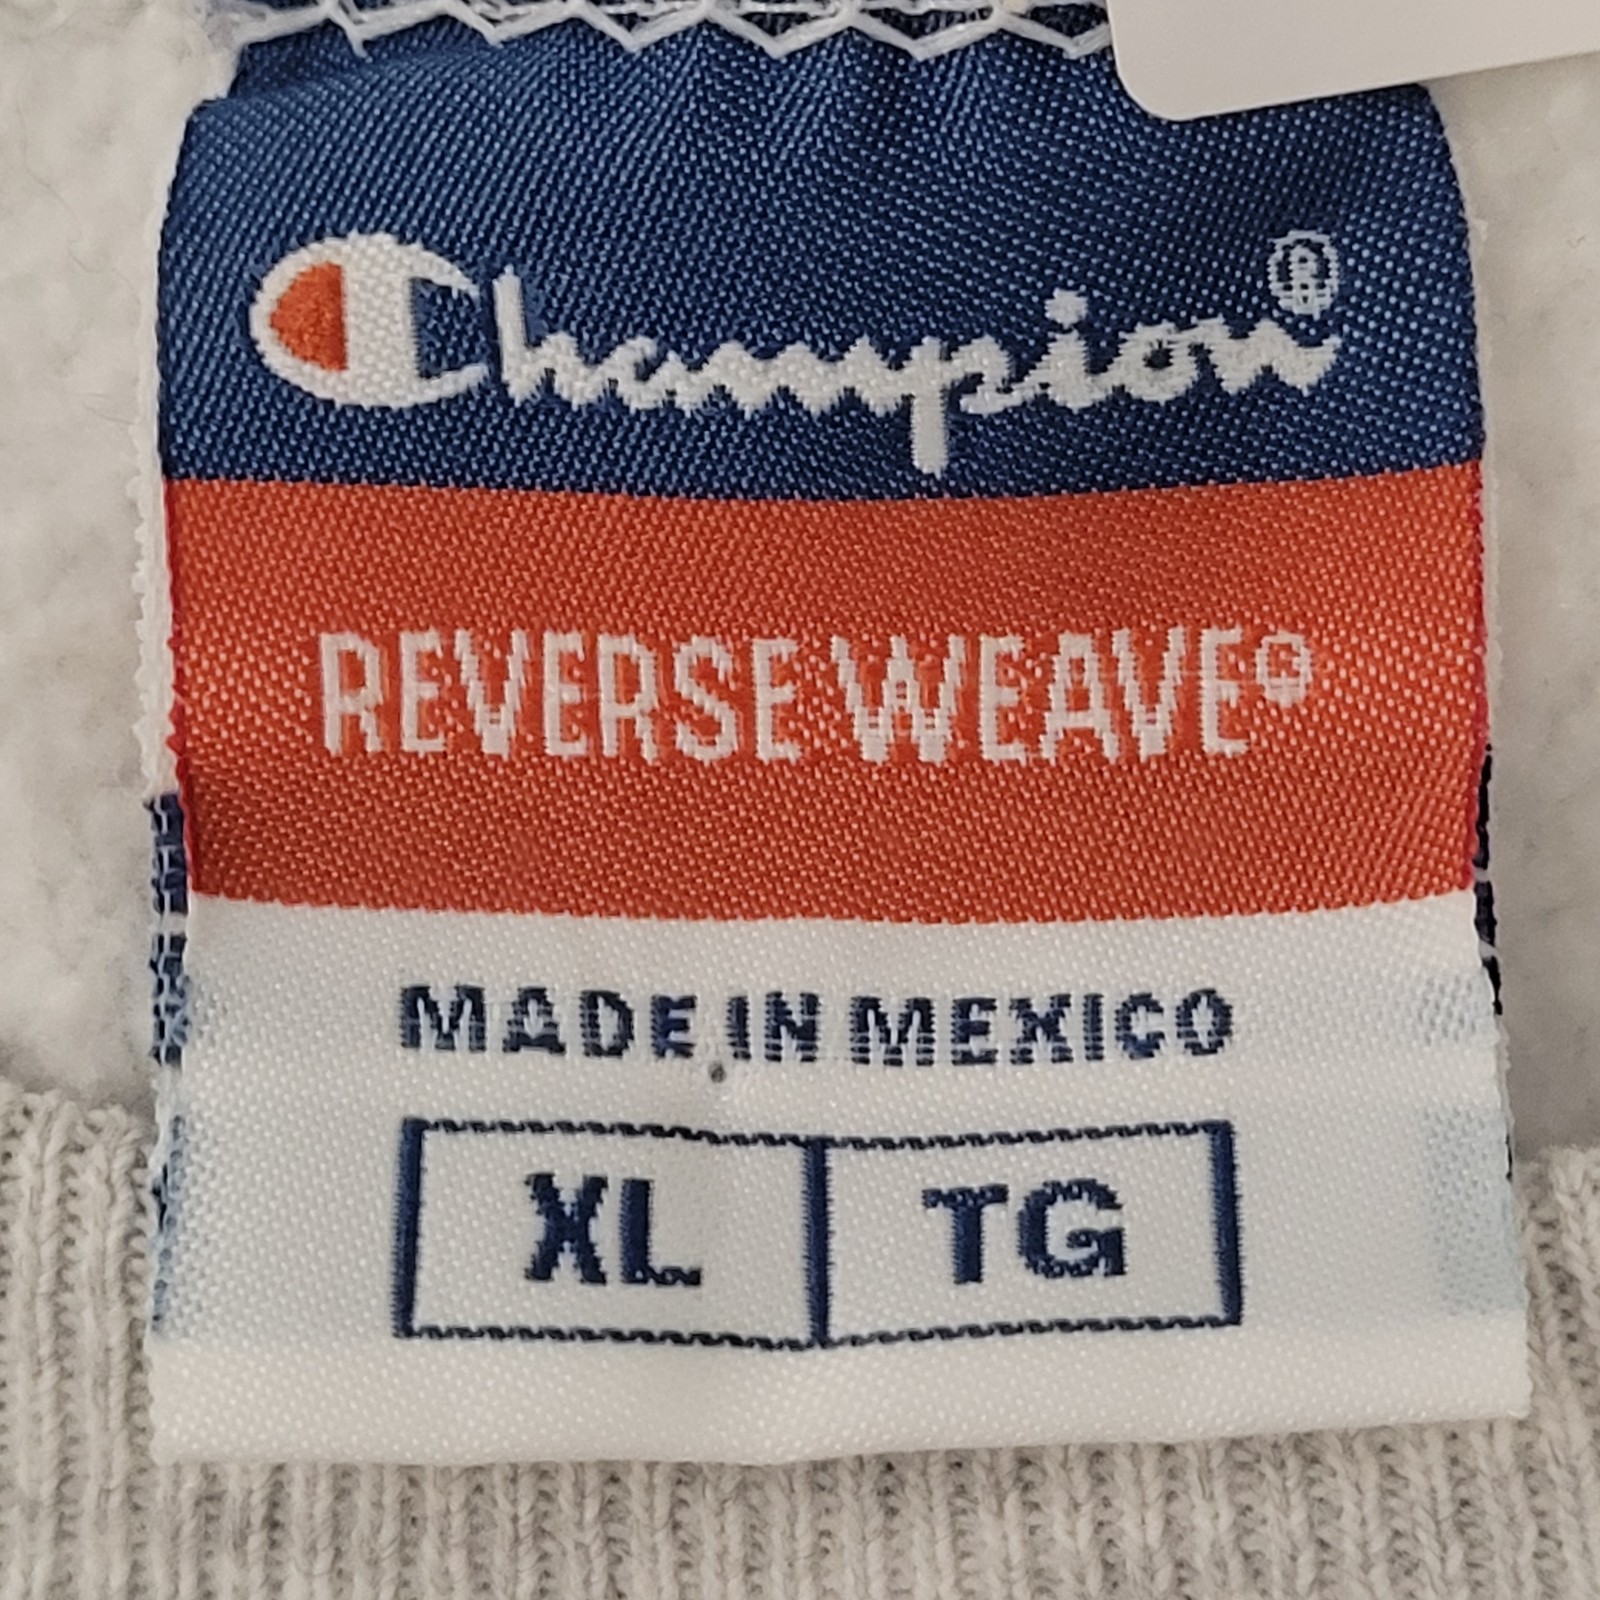 Champion®
REVERSE WEAVE®
MADE IN MEXICO
XL TG